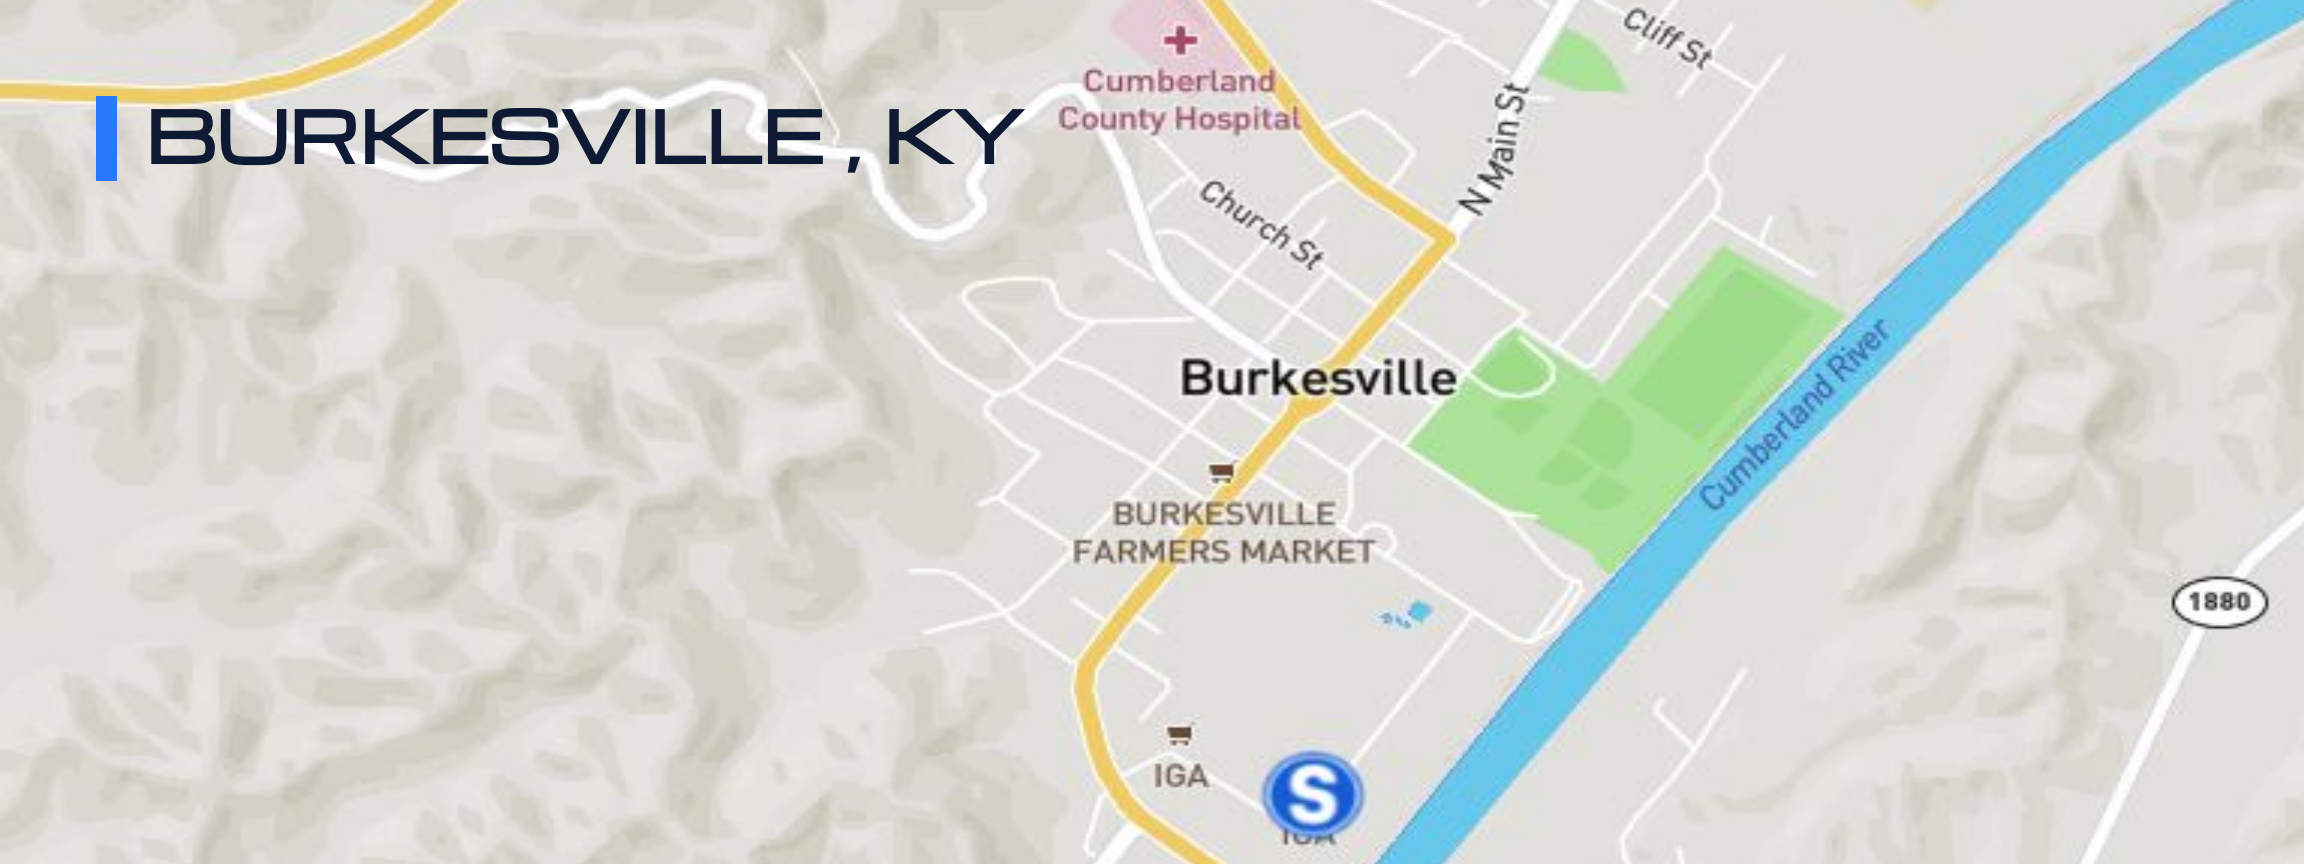 Cliff St
Cumberland
County Hospital
BURKESVILLE , KY
N Main St
Church St
Burkesville
Cumberland River
BURKESVILLE
FARMERS MARKET
1880
IGA
S
IGA